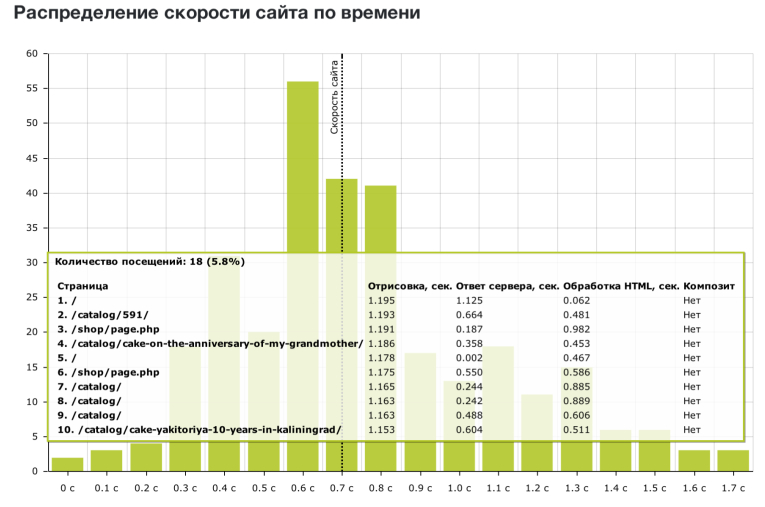 Распределение скорости сайта по времени
60
55
50
45
40
35
30
25
20
15
10
5
0
Скорость сайта
Количество посещений: 18 (5.8%)
Страница Отрисовка, сек. Ответ сервера, сек. Обработка HTML, сек. Композит
1. / 1.195 1.125 0.062 Нет
2. /catalog/591/ 1.193 0.664 0.481 Нет
3. /shop/page.php 1.191 0.187 0.982 Нет
4. /catalog/cake-on-the-anniversary-of-my-grandmother/ 1.186 0.358 0.453 Нет
5. / 1.178 0.002 0.467 Нет
6. /shop/page.php 1.175 0.550 0.586 Нет
7. /catalog/ 1.165 0.244 0.885 Нет
8. /catalog/ 1.163 0.242 0.889 Нет
9. /catalog/ 1.163 0.488 0.606 Нет
10. /catalog/cake-yakitoriya-10-years-in-kaliningrad/ 1.153 0.604 0.511 Нет
0 с 0.1 с 0.2 с 0.3 с 0.4 с 0.5 с 0.6 с 0.7 с 0.8 с 0.9 с 1.0 с 1.1 с 1.2 с 1.3 с 1.4 с 1.5 с 1.6 с 1.7 с